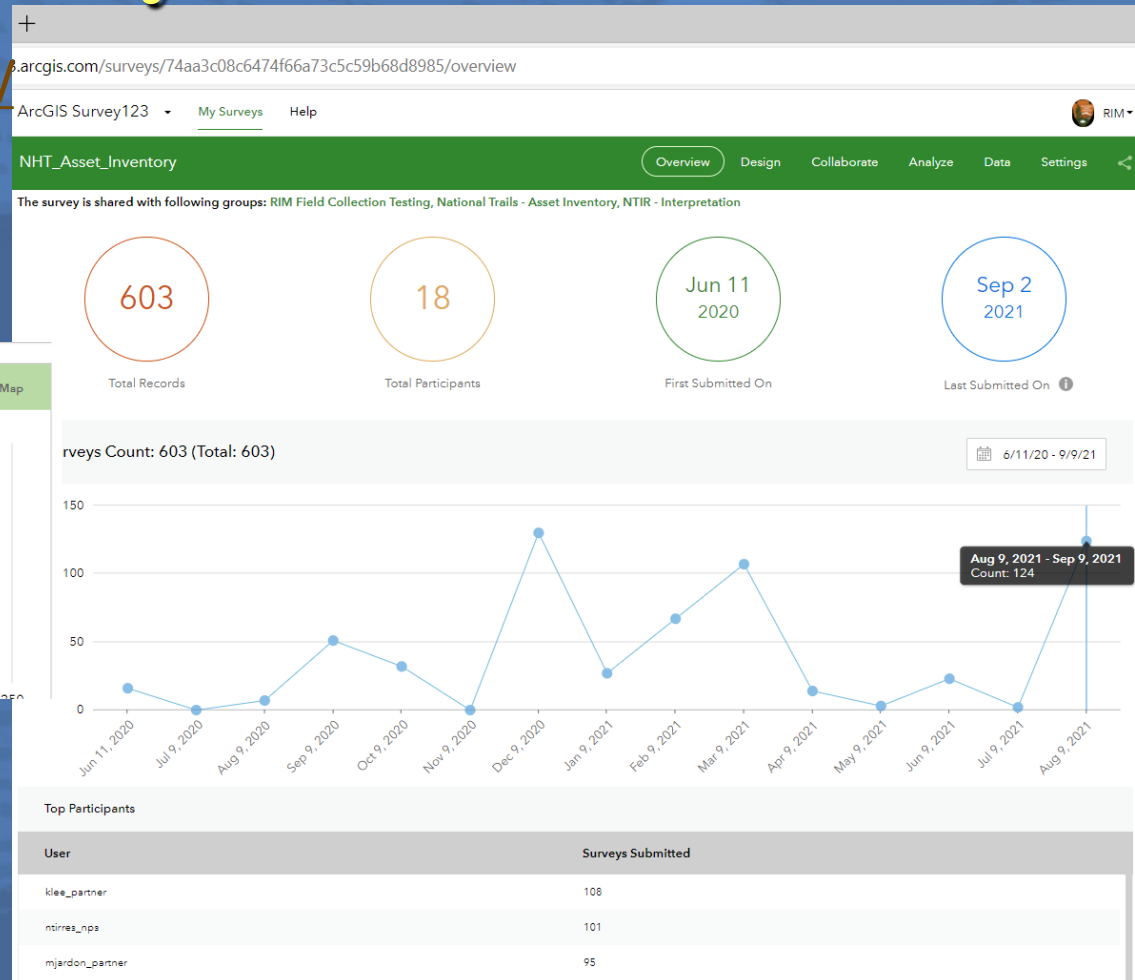 +
.arcgis.com/surveys/74aa3c08c6474f66a73c5c59b68d8985/overview
ArcGIS Survey123 My Surveys Help RIM
NHT_Asset_Inventory Overview Design Collaborate Analyze Data Settings
The survey is shared with following groups: RIM Field Collection Testing, National Trails - Asset Inventory, NTIR - Interpretation
603 18 Jun 11 2020 Sep 2 2021
Total Records Total Participants First Submitted On Last Submitted On
Map
rveys Count: 603 (Total: 603) 6/11/20 - 9/9/21
150
Aug 9, 2021 - Sep 9, 2021
Count: 124
100
50
0
Jun 11, 2020 Jul 9, 2020 Aug 9, 2020 Sep 9, 2020 Oct 9, 2020 Nov 9, 2020 Dec 9, 2020 Jan 9, 2021 Feb 9, 2021 Mar 9, 2021 Apr 9, 2021 May 9, 2021 Jun 9, 2021 Jul 9, 2021 Aug 9, 2021
Top Participants
User Surveys Submitted
klee_partner 108
ntirres_nps 101
mjardon_partner 95